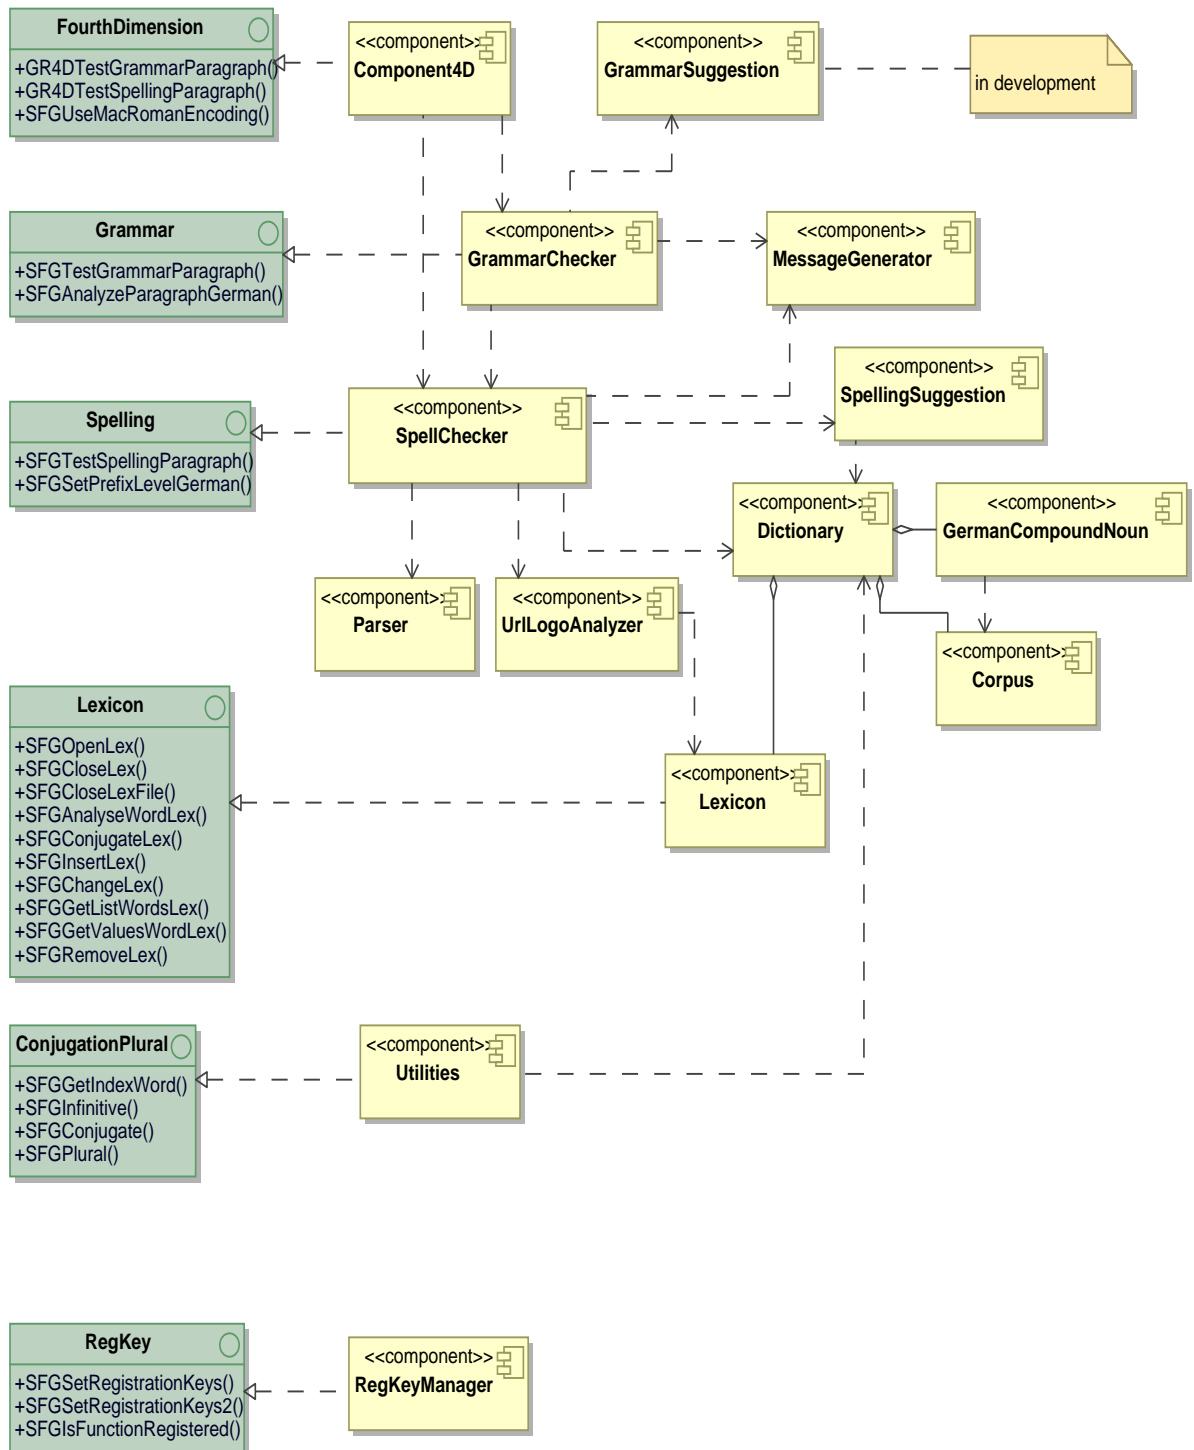 FourthDimension
+GR4DTestGrammarParagraph()
+GR4DTestSpellingParagraph()
+SFGUseMacRomanEncoding()
<<component>>
Component4D
<<component>>
GrammarSuggestion
in development
Grammar
+SFGTestGrammarParagraph()
+SFGAnalyzeParagraphGerman()
<<component>>
GrammarChecker
<<component>>
MessageGenerator
Spelling
+SFGTestSpellingParagraph()
+SFGSetPrefixLevelGerman()
<<component>>
SpellChecker
<<component>>
SpellingSuggestion
<<component>>
Dictionary
<<component>>
GermanCompoundNoun
<<component>>
Parser
<<component>>
UrlLogoAnalyzer
<<component>>
Corpus
Lexicon
+SFGOpenLex()
+SFGCloseLex()
+SFGCloseLexFile()
+SFGAnalyseWordLex()
+SFGConjugateLex()
+SFGInsertLex()
+SFGChangeLex()
+SFGGetListWordsLex()
+SFGGetValuesWordLex()
+SFGRemoveLex()
<<component>>
Lexicon
ConjugationPlural
+SFGGetIndexWord()
+SFGInfinitive()
+SFGConjugate()
+SFGPlural()
<<component>>
Utilities
RegKey
+SFGSetRegistrationKeys()
+SFGSetRegistrationKeys2()
+SFGIsFunctionRegistered()
<<component>>
RegKeyManager